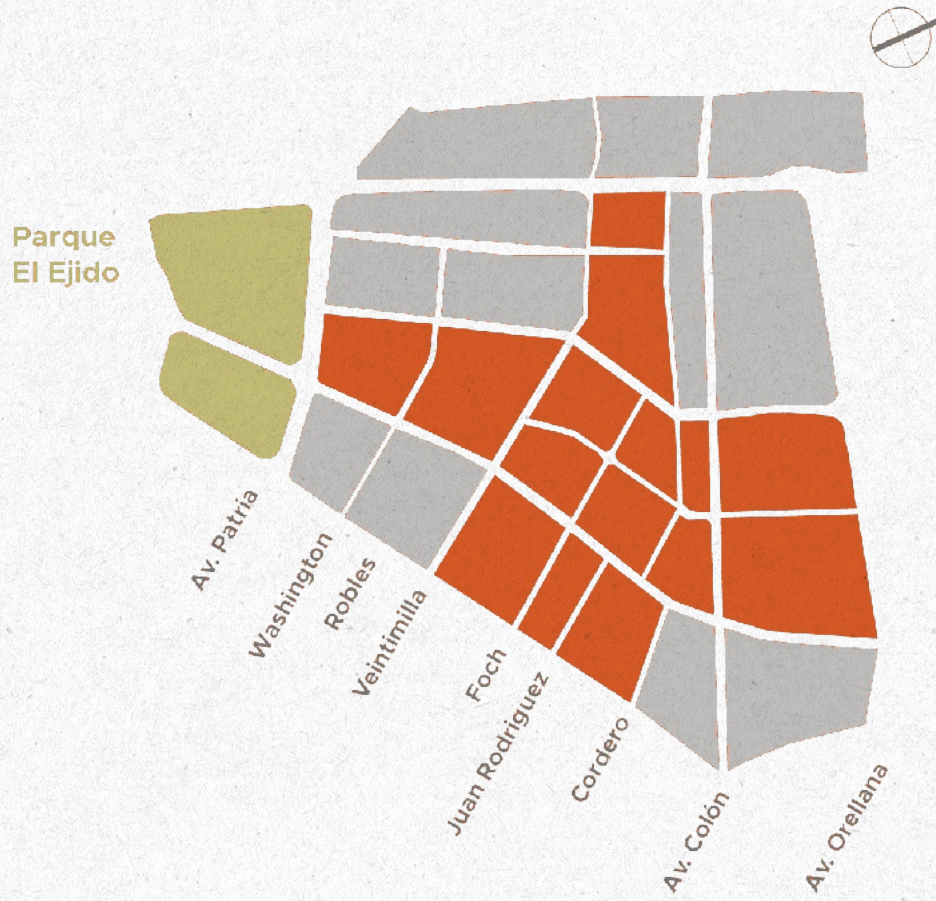 Parque
El Ejido
Av. Patria
Washington
Robles
Veintimilla
Foch
Juan Rodriguez
Cordero
Av. Colón
Av. Orellana